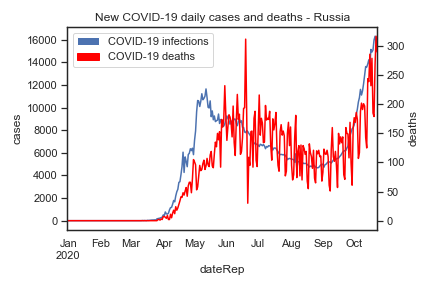 New COVID-19 daily cases and deaths - Russia
COVID-19 infections
COVID-19 deaths
16000
14000
12000
10000
8000
6000
4000
2000
0
cases
300
250
200
150
100
50
0
deaths
Jan Feb Mar Apr May Jun Jul Aug Sep Oct
2020
dateRep